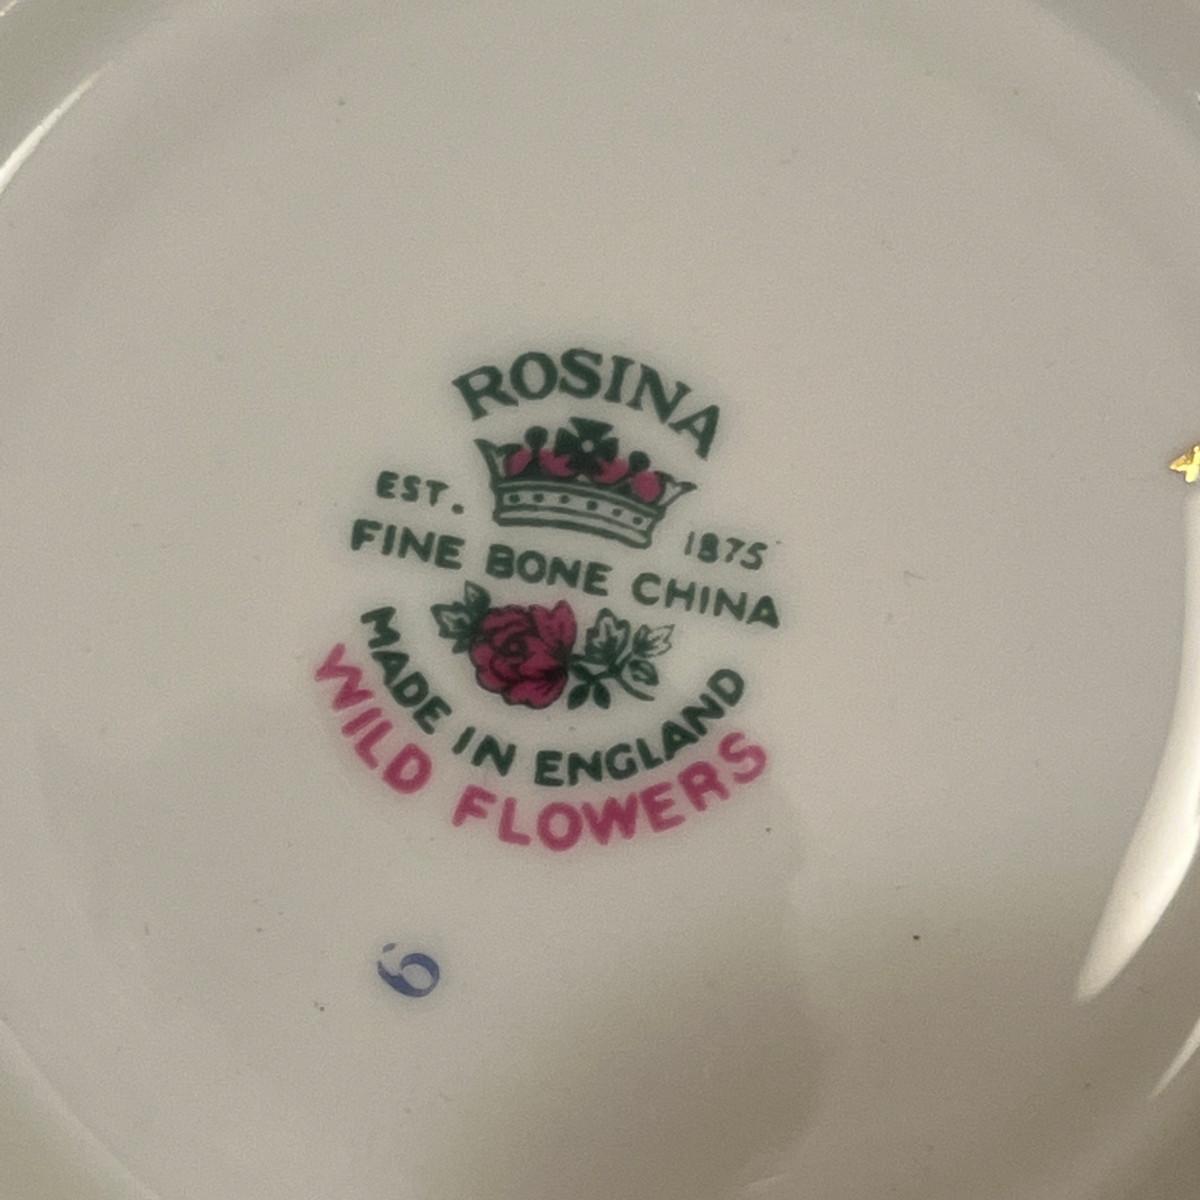 ROSINA
EST. 1875
FINE BONE CHINA
MADE IN ENGLAND
WILD FLOWERS
6